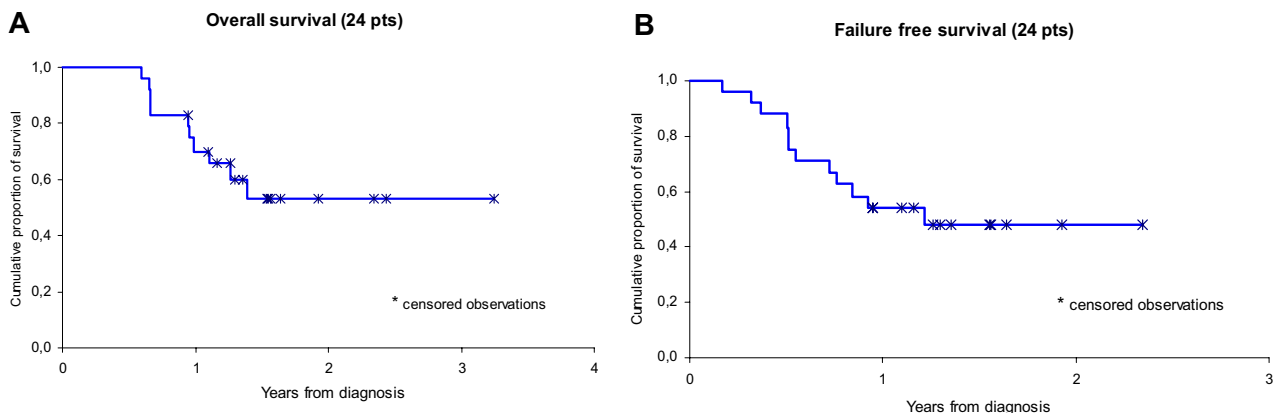 A
Overall survival (24 pts)
Cumulative proportion of survival
1,0
0,8
0,6
0,4
0,2
0,0
* censored observations
0 1 2 3 4
Years from diagnosis
B
Failure free survival (24 pts)
Cumulative proportion of survival
1,0
0,8
0,6
0,4
0,2
0,0
* censored observations
0 1 2 3
Years from diagnosis